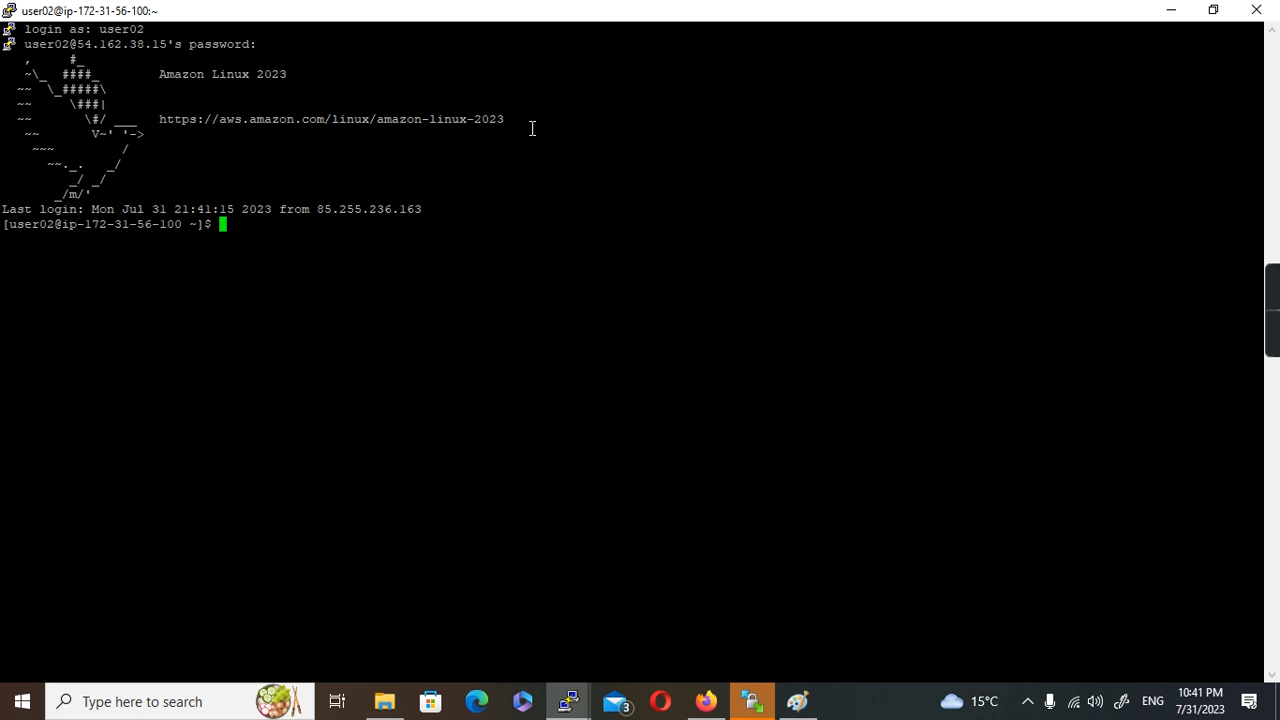 user02@ip-172-31-56-100:~
login as: user02
user02@54.162.38.15's password:
   ,     #_
   ~\_  ####_        Amazon Linux 2023
  ~~  \_#####\
  ~~     \###|
  ~~       \#/ ___   https://aws.amazon.com/linux/amazon-linux-2023
   ~~       V~' '->
    ~~~         /
      ~~._.   _/
         _/ _/
       _/m/'
Last login: Mon Jul 31 21:41:15 2023 from 85.255.236.163
[user02@ip-172-31-56-100 ~]$
Type here to search
3
15°C
ENG
10:41 PM
7/31/2023